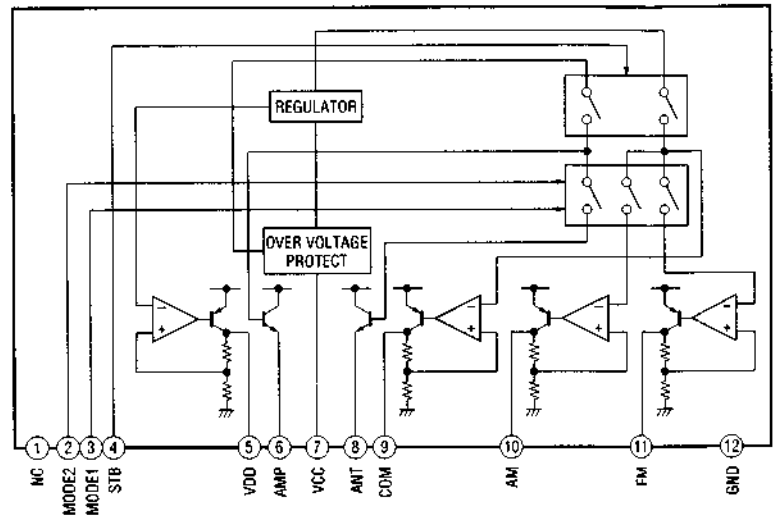 REGULATOR
OVER VOLTAGE
PROTECT
− − − −
+ + + +
1 2 3 4 5 6 7 8 9 10 11 12
NC MODE2 MODE1 STB VDD AMP VCC ANT COM AM FM GND